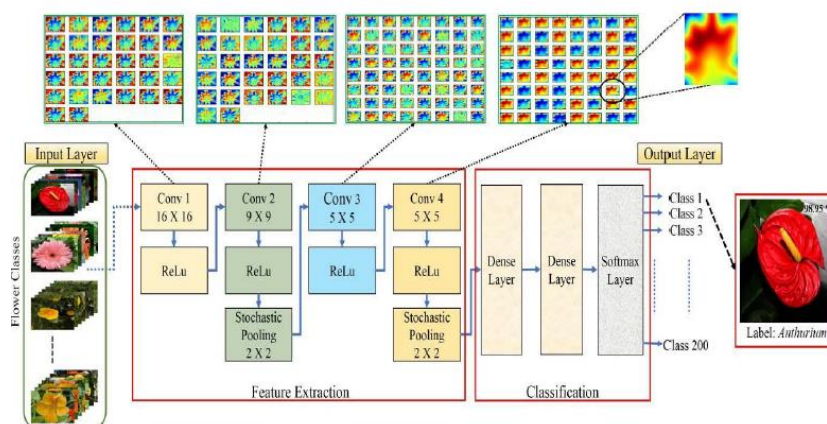 Input Layer
Output Layer
Flower Classes
Conv 1
16 X 16
ReLu
Conv 2
9 X 9
ReLu
Stochastic
Pooling
2 X 2
Conv 3
5 X 5
ReLu
Conv 4
5 X 5
ReLu
Stochastic
Pooling
2 X 2
Feature Extraction
Dense
Layer
Dense
Layer
Softmax
Layer
Classification
Class 1
Class 2
Class 3
Class 200
98.95
Label: Anthurium